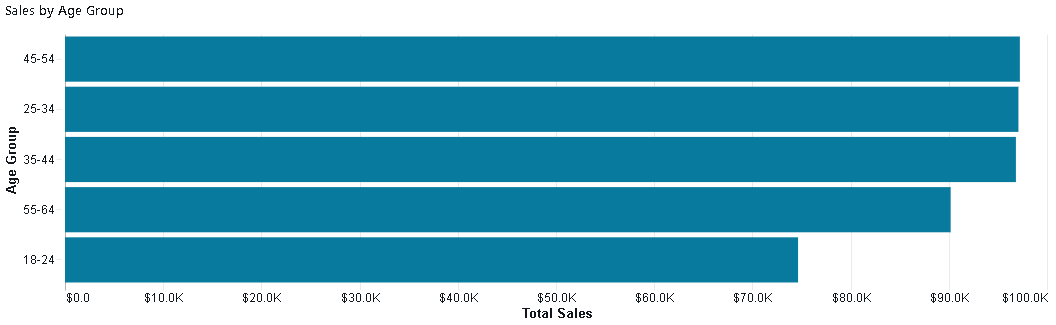 Sales by Age Group
Age Group
45-54
25-34
35-44
55-64
18-24
$0.0 $10.0K $20.0K $30.0K $40.0K $50.0K $60.0K $70.0K $80.0K $90.0K $100.0K
Total Sales